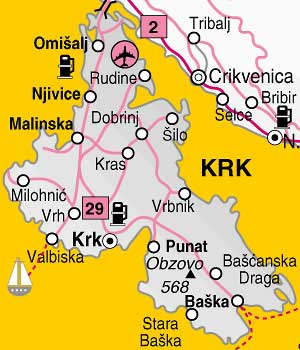 2
Tribalj
Omišalj
Rudine
Crikvenica
Njivice
Bribir
Dobrinj
Selce
Malinska
Šilo
N.
Kras
KRK
Milohnić
Vrbnik
29
Vrh
Krk
Punat
Valbiska
Obzovo
Bašćanska
Draga
568
Baška
Stara
Baška